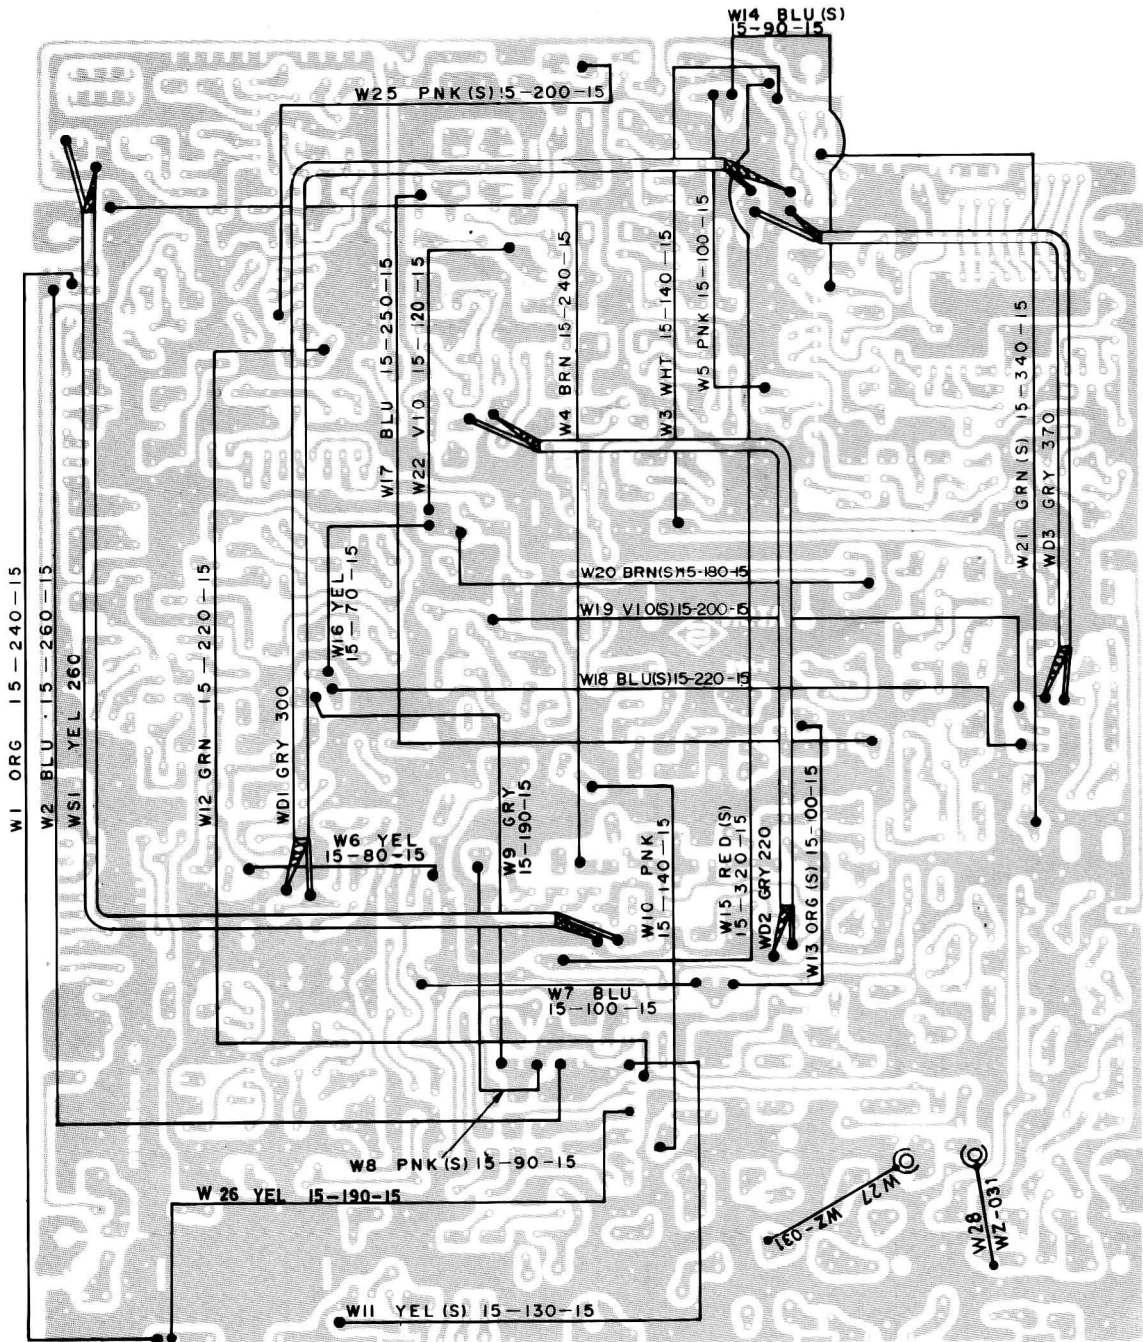 W14 BLU(S)
15-90-15
W25 PNK(S) 15-200-15
W17 BLU 15-250-15
W22 VIO 15-120-15
W4 BRN 15-240-15
W3 WHT 15-140-15
W5 PNK 15-100-15
W21 GRN(S) 15-340-15
WD3 GRY 370
W1 ORG 15-240-15
W2 BLU 15-260-15
WS1 YEL 260
W12 GRN 15-220-15
WD1 GRY 300
W16 YEL
15-70-15
W20 BRN(S) 15-180-15
W19 VIO(S) 15-200-15
W18 BLU(S) 15-220-15
W6 YEL
15-80-15
W9 GRY
15-190-15
W10 PNK
15-140-15
W15 RED(S)
15-320-15
WD2 GRY 220
W13 ORG(S) 15-100-15
W7 BLU
15-100-15
W8 PNK(S) 15-90-15
W26 YEL 15-190-15
W27
WZ-031
W28
WZ-031
W11 YEL(S) 15-130-15